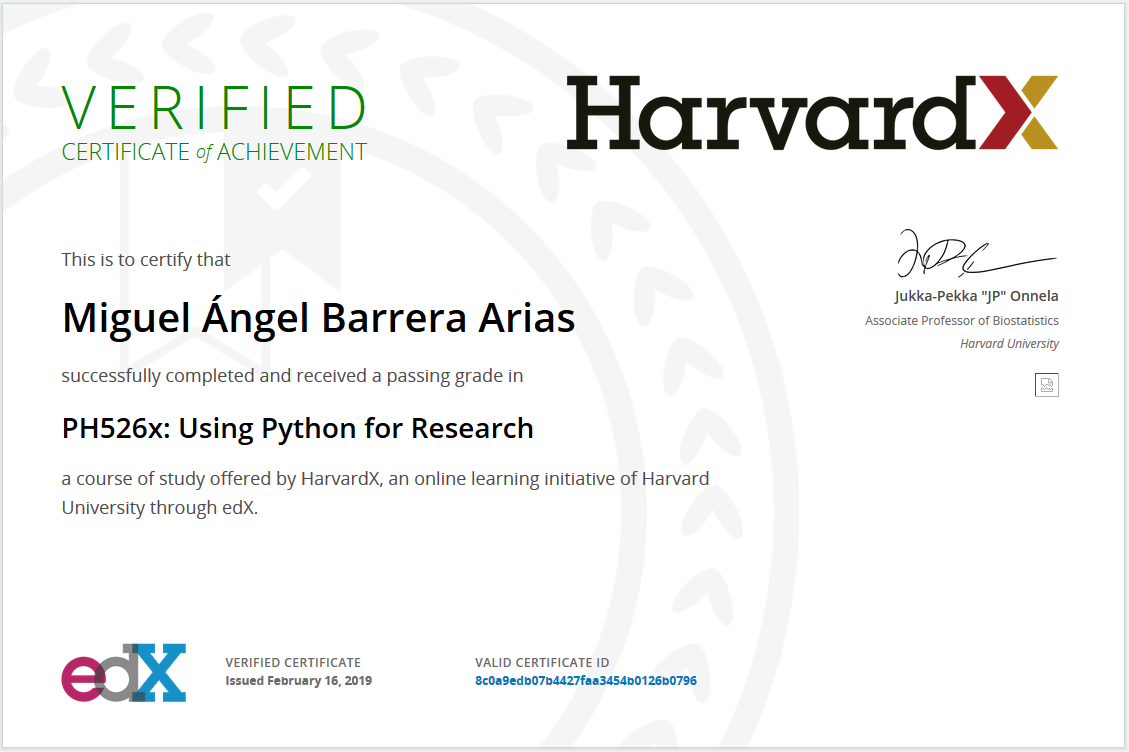 VERIFIED
CERTIFICATE of ACHIEVEMENT
HarvardX
This is to certify that
Miguel Ángel Barrera Arias
successfully completed and received a passing grade in
PH526x: Using Python for Research
a course of study offered by HarvardX, an online learning initiative of Harvard
University through edX.
Jukka-Pekka "JP" Onnela
Associate Professor of Biostatistics
Harvard University
edX
VERIFIED CERTIFICATE
Issued February 16, 2019
VALID CERTIFICATE ID
8c0a9edb07b4427faa3454b0126b0796